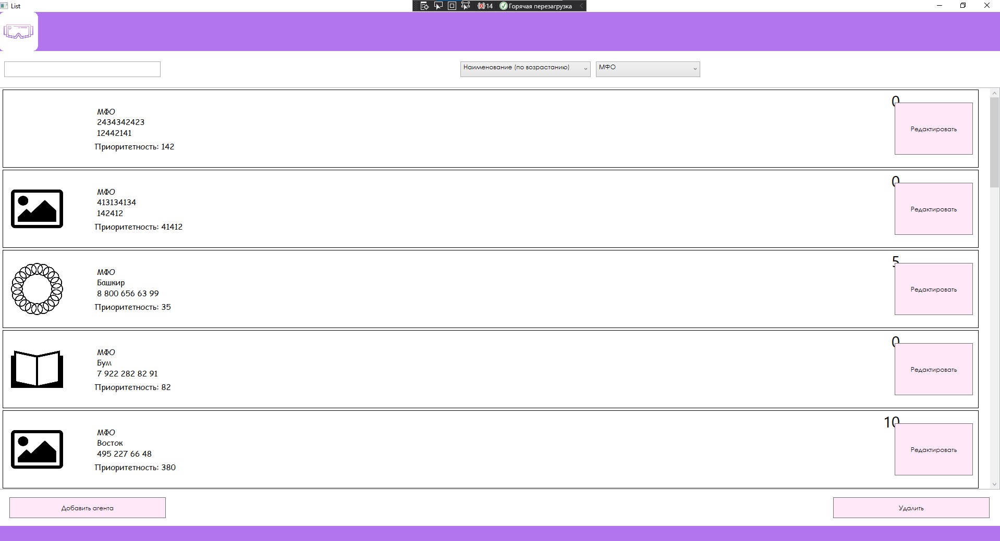 List
14
Горячая перезагрузка
Наименование (по возрастанию)
МФО
0
МФО
2434342423
12442141
Приоритетность: 142
Редактировать
0
МФО
413134134
142412
Приоритетность: 41412
Редактировать
5
МФО
Башкир
8 800 656 63 99
Приоритетность: 35
Редактировать
0
МФО
Бум
7 922 282 82 91
Приоритетность: 82
Редактировать
10
МФО
Восток
495 227 66 48
Приоритетность: 380
Редактировать
Добавить агента
Удалить